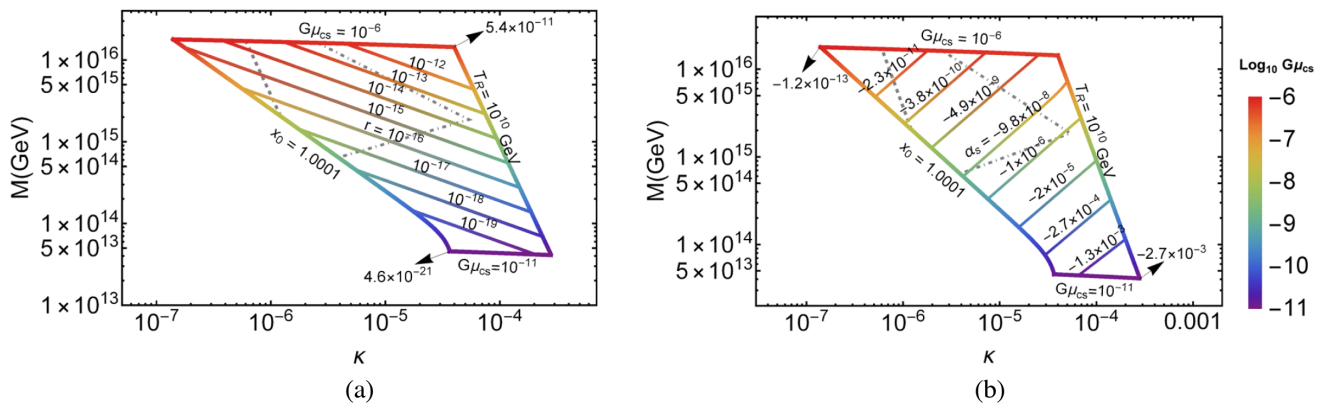 Gμcs = 10⁻⁶
5.4×10⁻¹¹
1×10¹⁶
5×10¹⁵
1×10¹⁵
5×10¹⁴
1×10¹⁴
5×10¹³
1×10¹³
M(GeV)
10⁻¹²
10⁻¹³
10⁻¹⁴
10⁻¹⁵
r = 10⁻¹⁶
10⁻¹⁷
10⁻¹⁸
10⁻¹⁹
T_R = 10¹⁰ GeV
x₀ = 1.0001
4.6×10⁻²¹
Gμcs=10⁻¹¹
10⁻⁷
10⁻⁶
10⁻⁵
10⁻⁴
κ
(a)
Gμcs = 10⁻⁶
−1.2×10⁻¹³
1×10¹⁶
5×10¹⁵
1×10¹⁵
5×10¹⁴
1×10¹⁴
5×10¹³
M(GeV)
−2.3×10⁻¹¹
−3.8×10⁻¹⁰
−4.9×10⁻⁹
αs = −9.8×10⁻⁸
−1×10⁻⁶
−2×10⁻⁵
−2.7×10⁻⁴
−1.3×10⁻³
T_R = 10¹⁰ GeV
x₀ = 1.0001
−2.7×10⁻³
Gμcs=10⁻¹¹
10⁻⁷
10⁻⁶
10⁻⁵
10⁻⁴
0.001
κ
(b)
Log₁₀ Gμcs
−6
−7
−8
−9
−10
−11